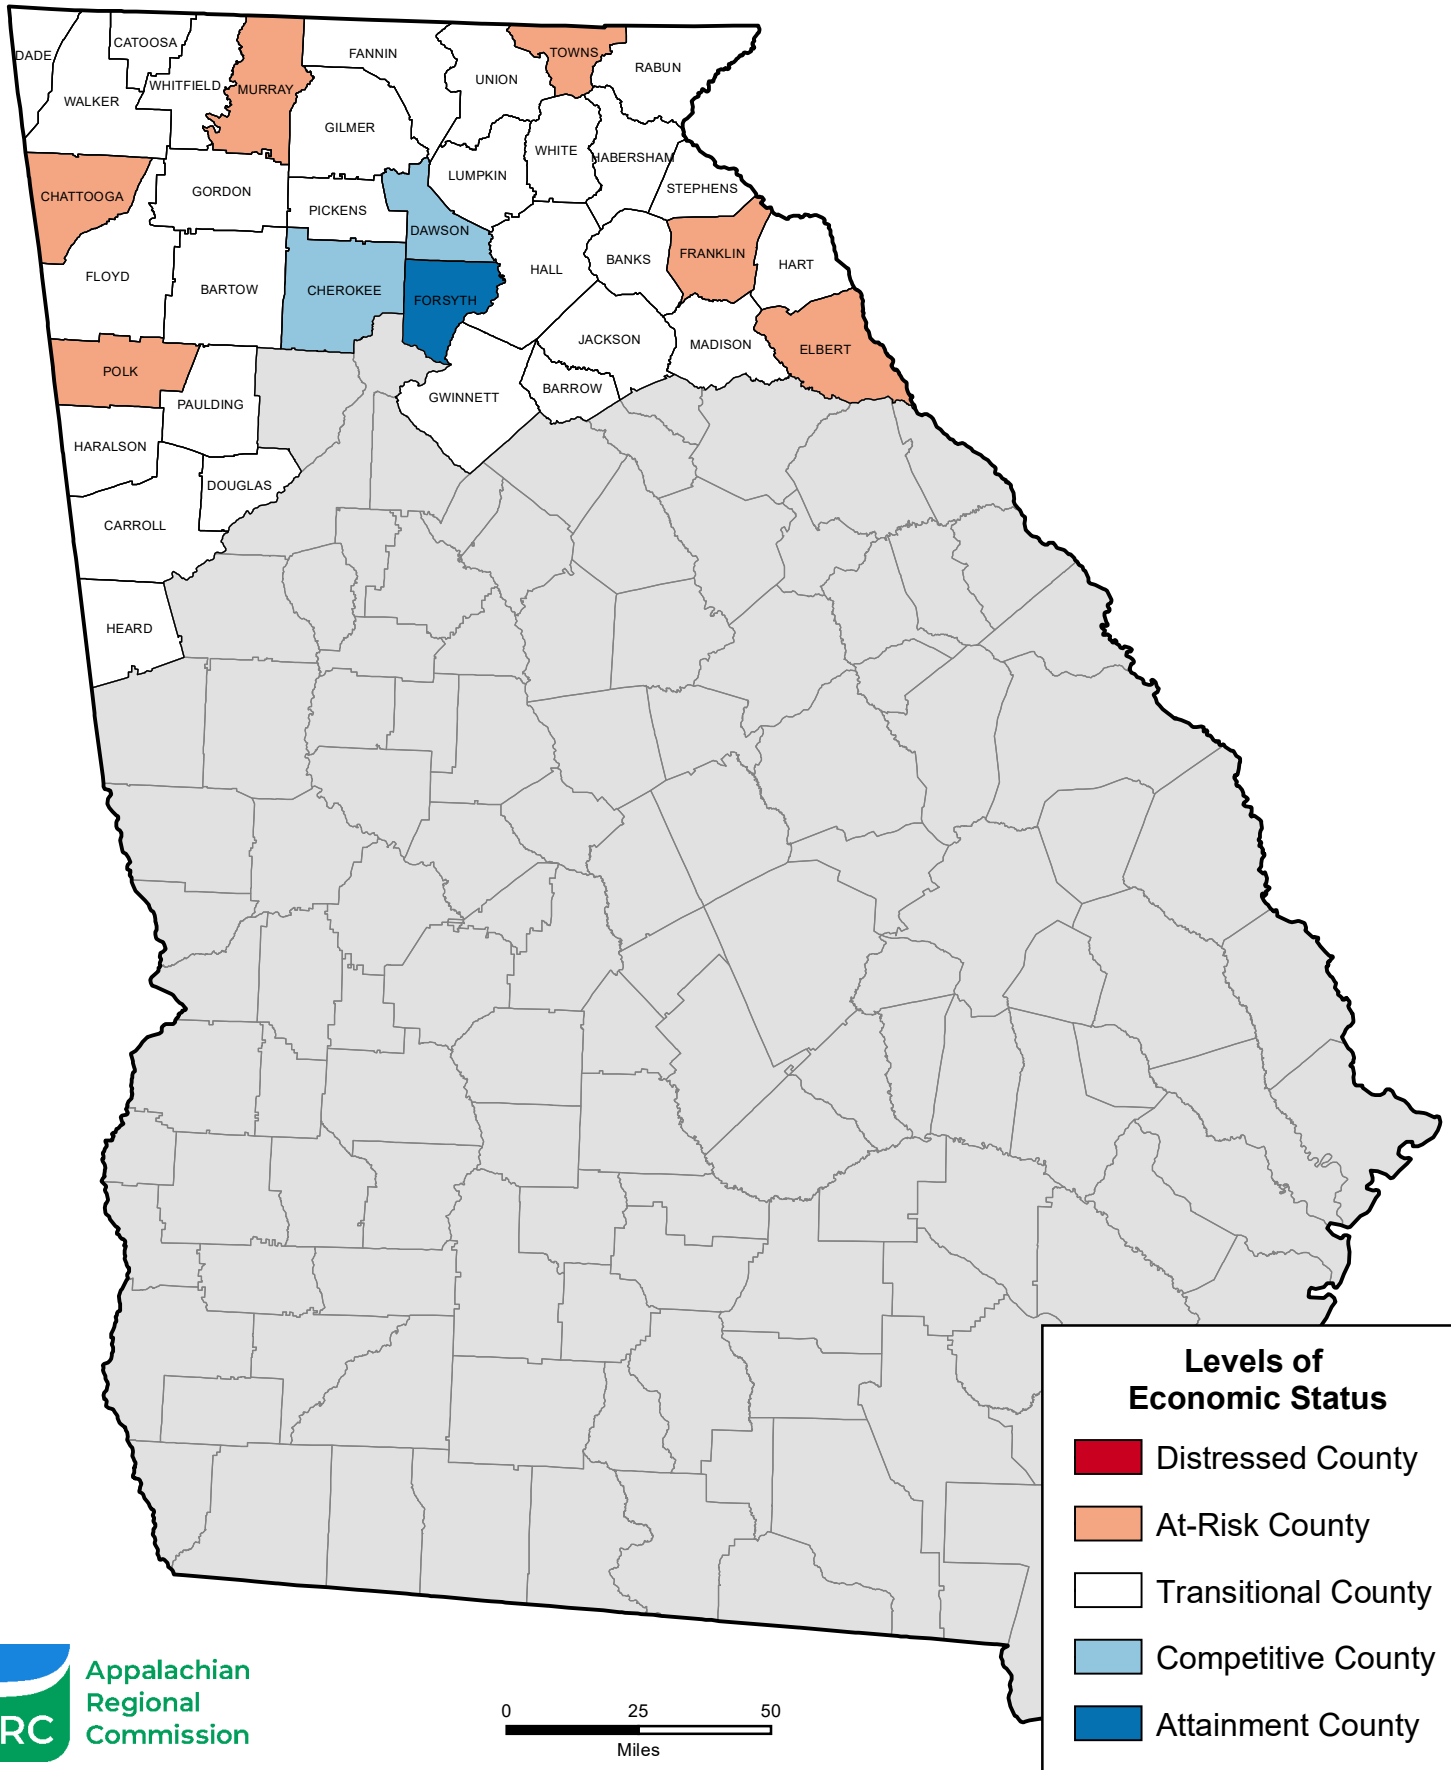 DADE
CATOOSA
WALKER
WHITFIELD
MURRAY
FANNIN
GILMER
UNION
TOWNS
RABUN
WHITE
HABERSHAM
LUMPKIN
STEPHENS
CHATTOOGA
GORDON
PICKENS
DAWSON
FLOYD
BARTOW
CHEROKEE
FORSYTH
HALL
BANKS
FRANKLIN
HART
JACKSON
MADISON
ELBERT
POLK
PAULDING
GWINNETT
BARROW
HARALSON
DOUGLAS
CARROLL
HEARD
Levels of
Economic Status
Distressed County
At-Risk County
Transitional County
Competitive County
Attainment County
RC
Appalachian
Regional
Commission
0 25 50
Miles